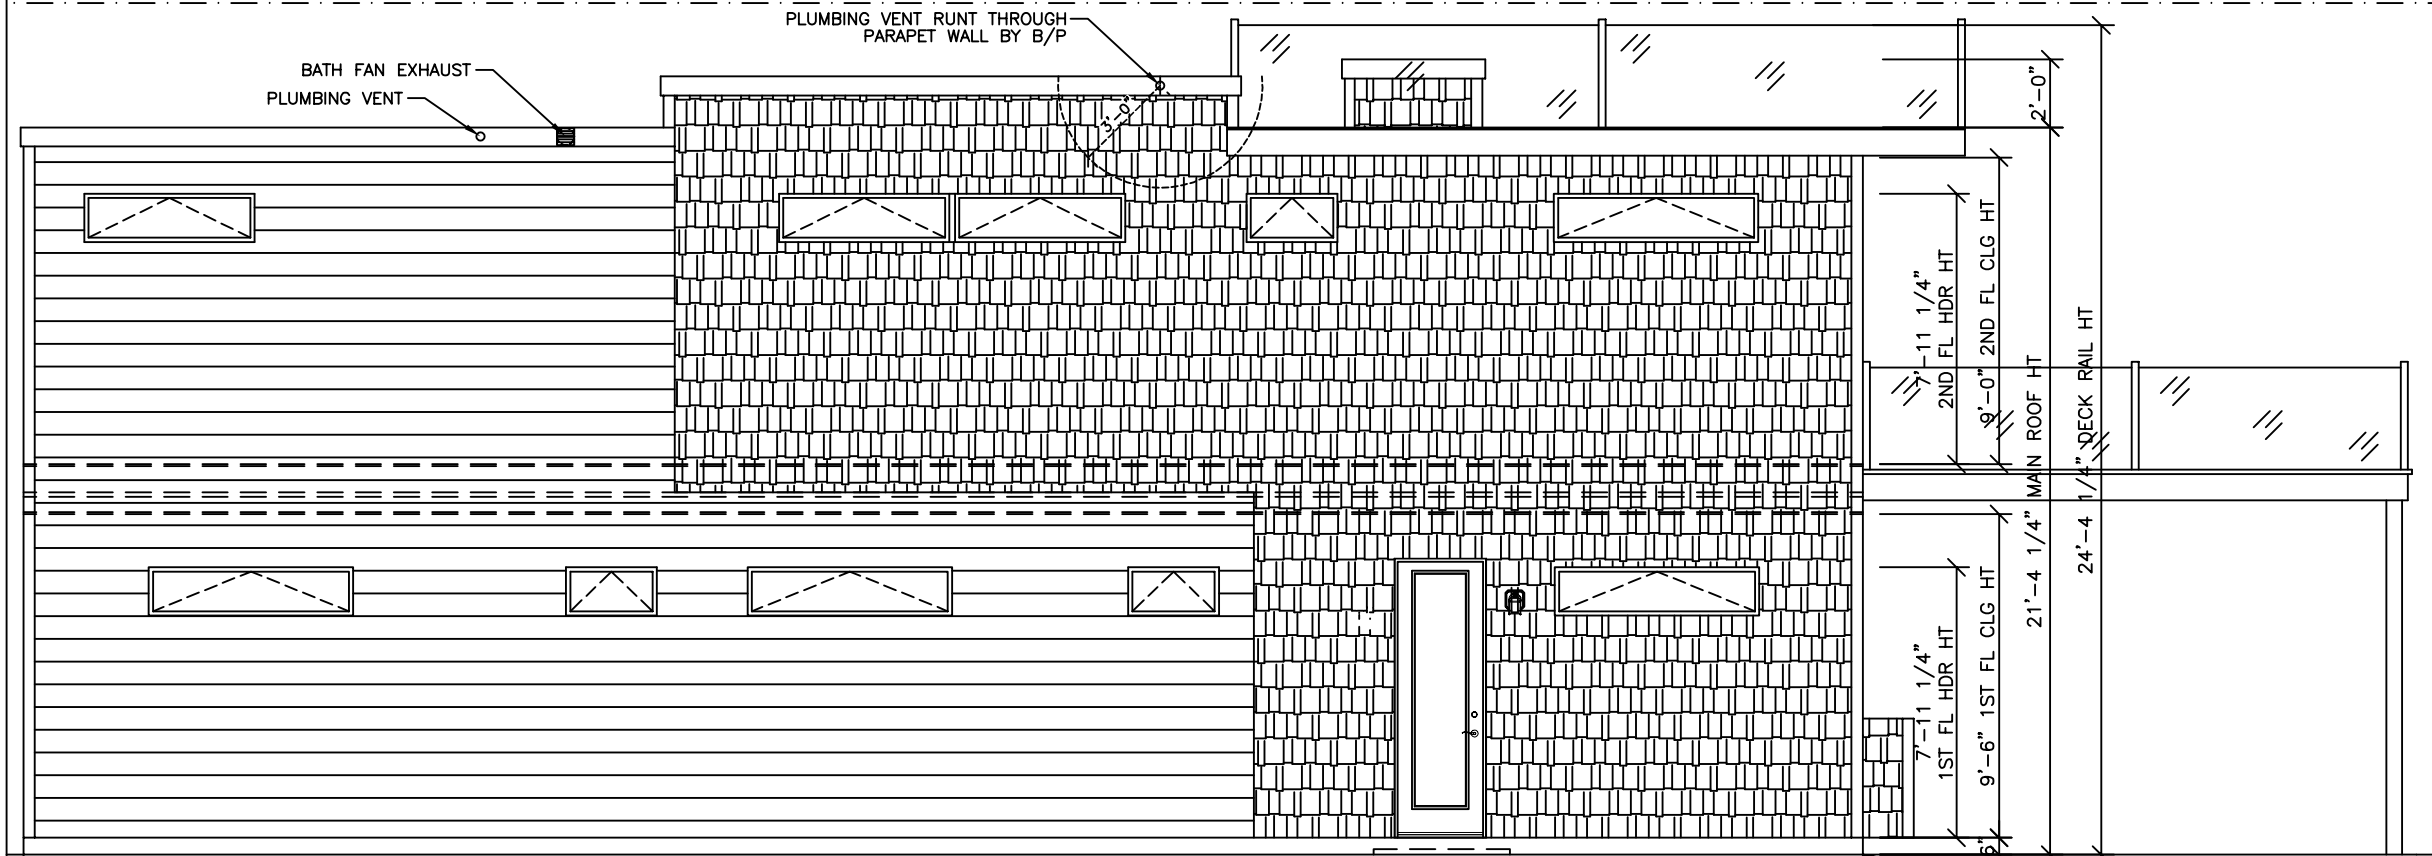 PLUMBING VENT RUNT THROUGH
PARAPET WALL BY B/P
BATH FAN EXHAUST
PLUMBING VENT
3'-0"
2'-0"
7'-11 1/4"
2ND FL HDR HT
9'-0" 2ND FL CLG HT
21'-4 1/4" MAIN ROOF HT
24'-4 1/4" DECK RAIL HT
7'-11 1/4"
1ST FL HDR HT
9'-6" 1ST FL CLG HT
6"